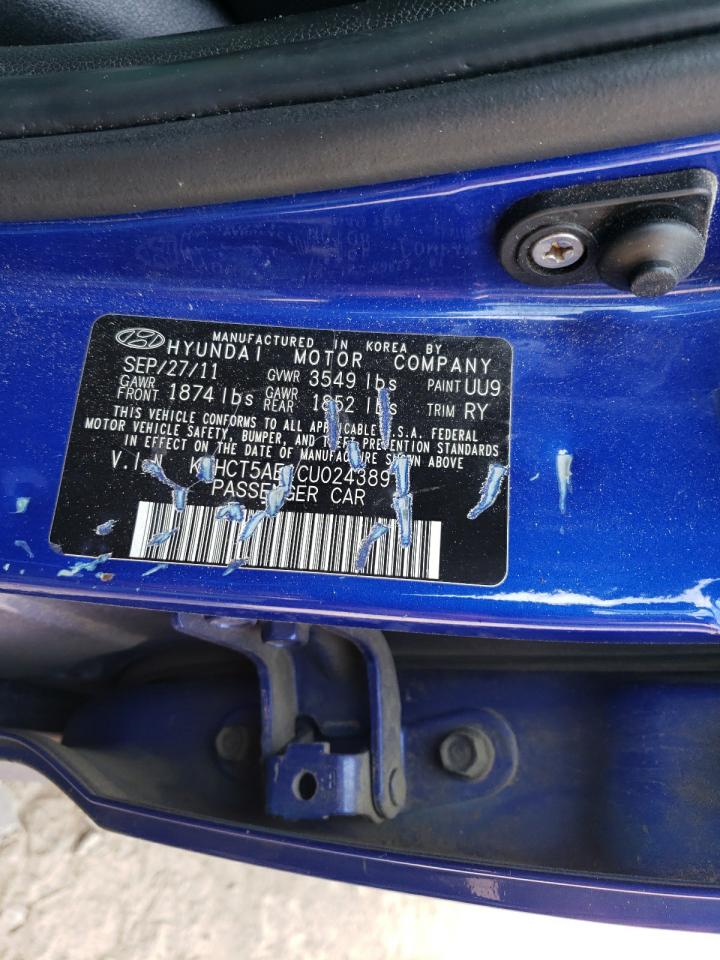 MANUFACTURED IN KOREA BY
HYUNDAI MOTOR COMPANY
SEP/27/11 GVWR 3549 lbs PAINT UU9
GAWR FRONT 1874 lbs GAWR REAR 1852 lbs TRIM RY
THIS VEHICLE CONFORMS TO ALL APPLICABLE U.S.A. FEDERAL
MOTOR VEHICLE SAFETY, BUMPER, AND THEFT PREVENTION STANDARDS
IN EFFECT ON THE DATE OF MANUFACTURE SHOWN ABOVE
V.I.N
PASSENGER CAR